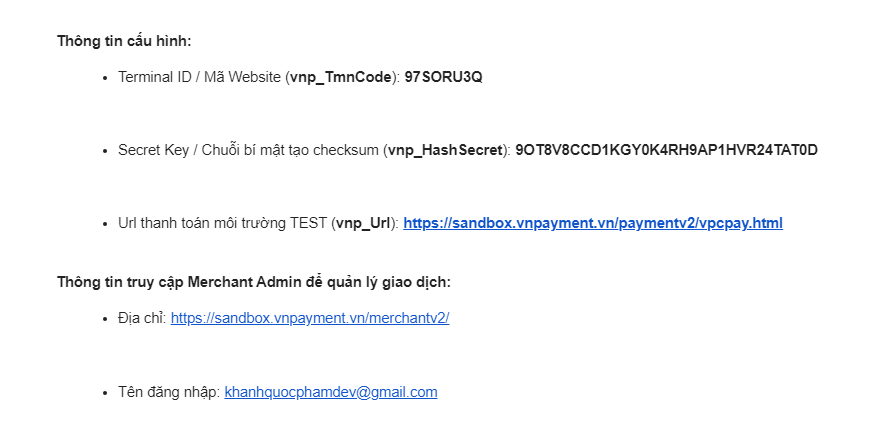 Thông tin cấu hình:
• Terminal ID / Mã Website (vnp_TmnCode): 97SORU3Q
• Secret Key / Chuỗi bí mật tạo checksum (vnp_HashSecret): 9OT8V8CCD1KGY0K4RH9AP1HVR24TAT0D
• Url thanh toán môi trường TEST (vnp_Url): https://sandbox.vnpayment.vn/paymentv2/vpcpay.html
Thông tin truy cập Merchant Admin để quản lý giao dịch:
• Địa chỉ: https://sandbox.vnpayment.vn/merchantv2/
• Tên đăng nhập: khanhquocphamdev@gmail.com